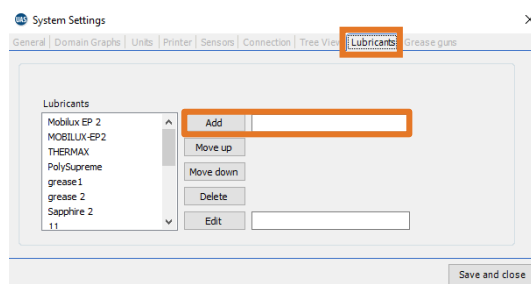 UAS System Settings
General Domain Graphs Units Printer Sensors Connection Tree View Lubricants Grease guns
Lubricants
Mobilux EP 2
MOBILUX-EP2
THERMAX
PolySupreme
grease1
grease 2
Sapphire 2
11
Add
Move up
Move down
Delete
Edit
Save and close